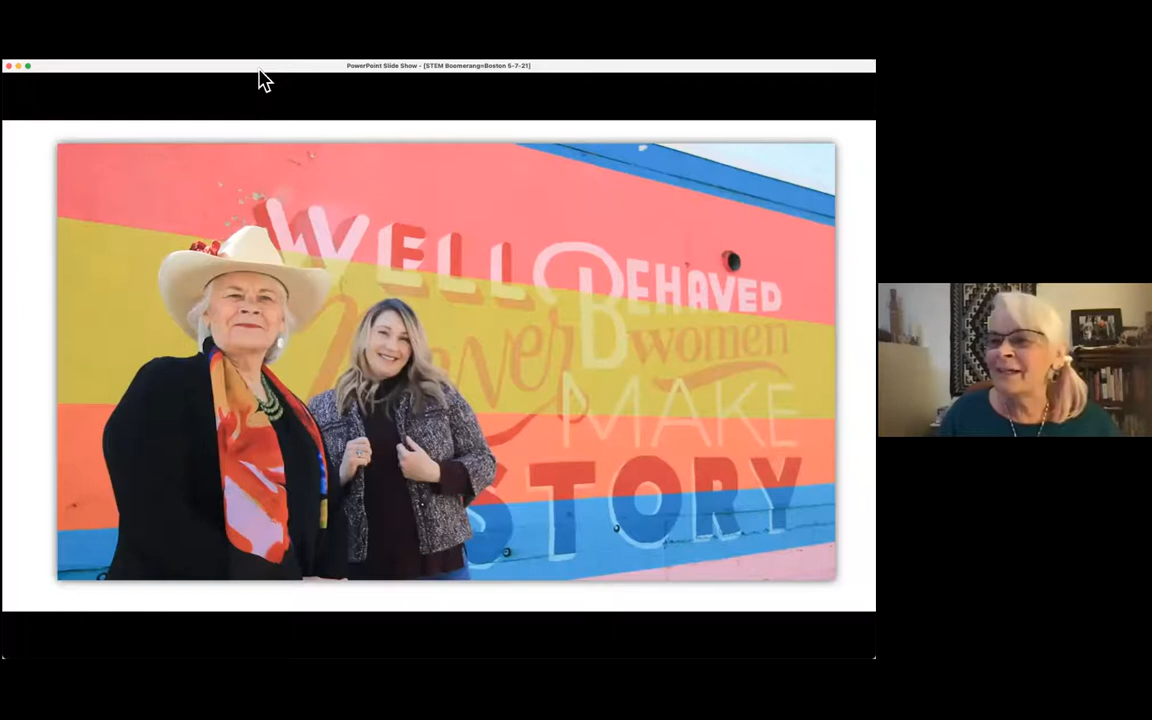 PowerPoint Slide Show - [STEM Boomerang=Boston 5-7-21]
WELL BEHAVED
never women
MAKE
STORY